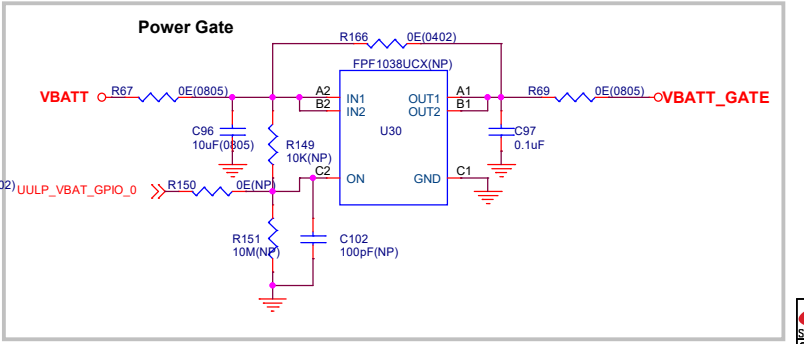 Power Gate
R166 0E(0402)
FPF1038UCX(NP)
VBATT R67 0E(0805) A2 IN1 OUT1 A1 R69 0E(0805) VBATT_GATE
B2 IN2 OUT2 B1
U30
C96
10uF(0805)
R149
10K(NP)
C97
0.1uF
C2 ON GND C1
02) UULP_VBAT_GPIO_0 R150 0E(NP)
R151
10M(NP)
C102
100pF(NP)